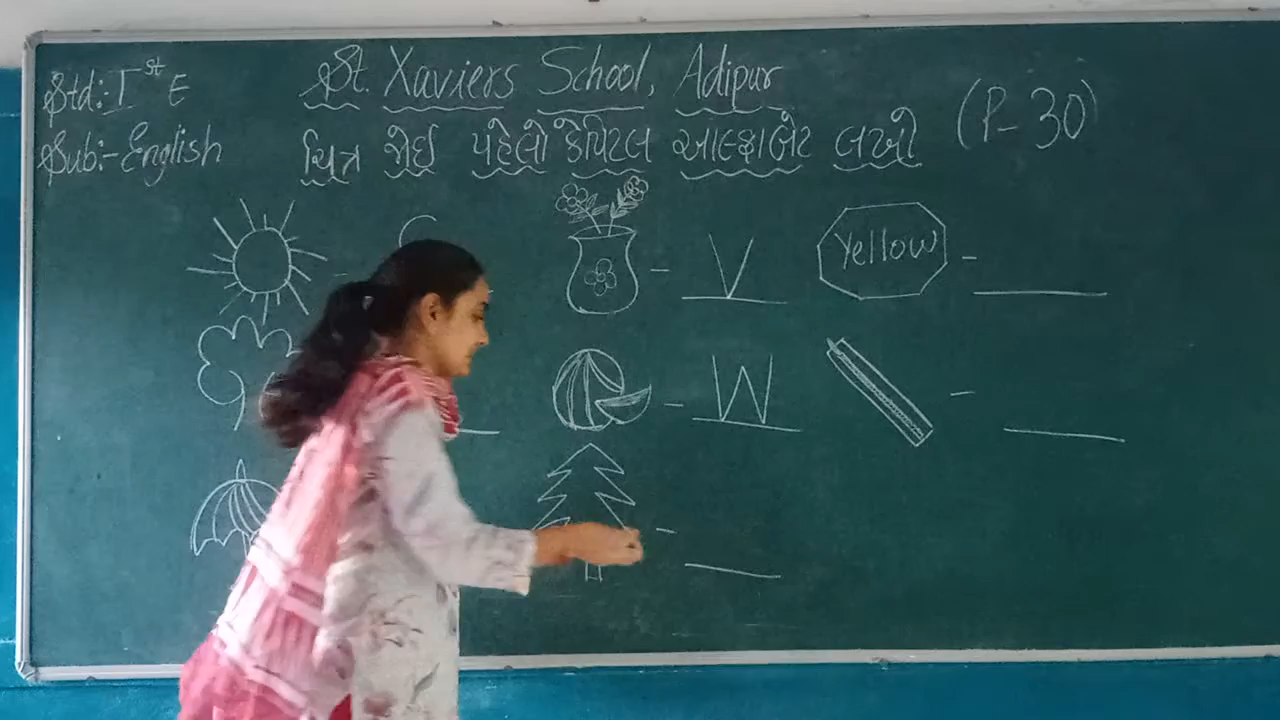 Std:- Ist E
St. Xaviers School, Adipur
Sub:- English
ચિત્ર જોઈ પહેલો કેપિટલ આલ્ફાબેટ લખો (P-30)
V
Yellow
W